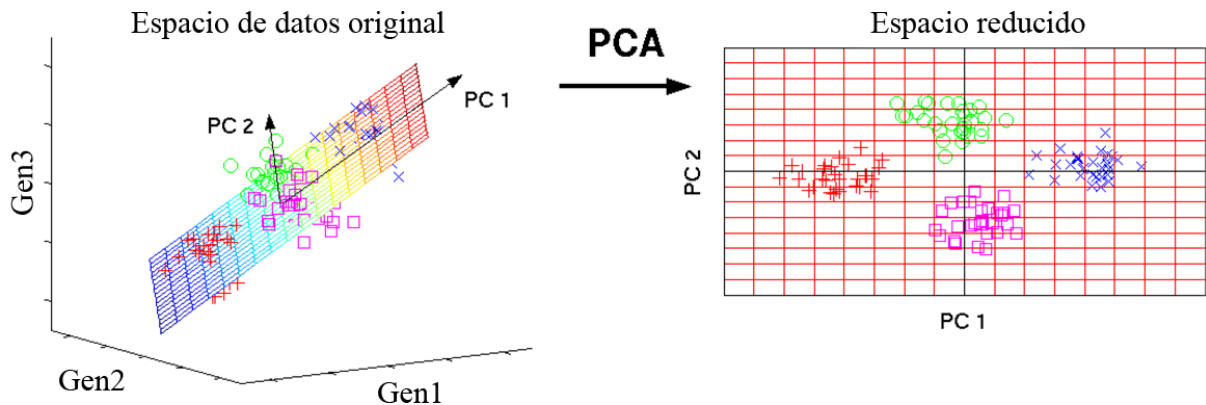 Espacio de datos original
PCA
Espacio reducido
PC 1
PC 2
Gen3
Gen2
Gen1
PC 2
PC 1